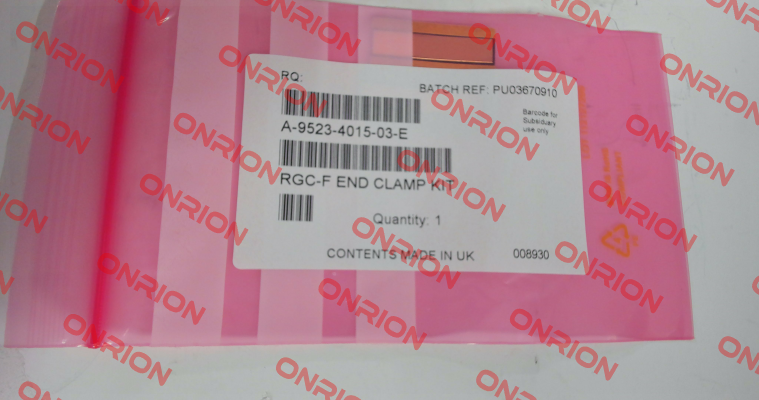 RQ:
BATCH REF: PU03670910
Barcode for
Subsiduary
use only
A-9523-4015-03-E
RGC-F END CLAMP KIT
Quantity: 1
CONTENTS MADE IN UK
008930
ONRION